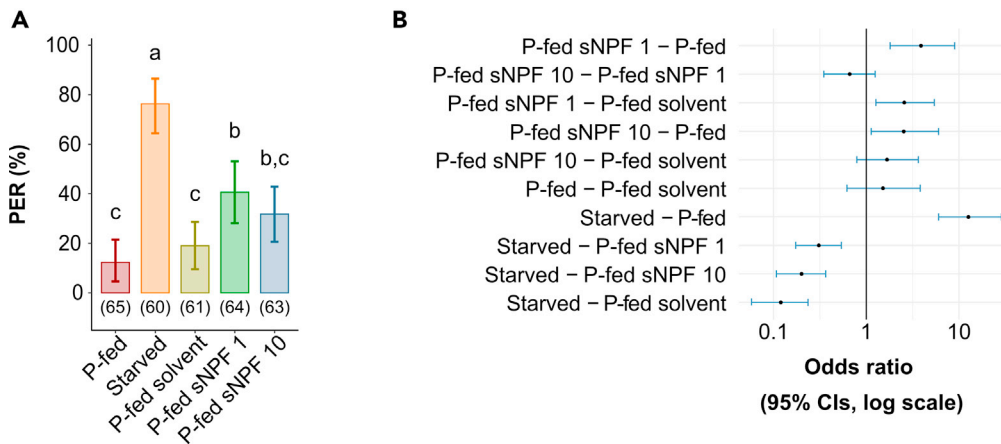 A
PER (%)
100
80
60
40
20
0
a
b
b,c
c
c
(65) (60) (61) (64) (63)
P-fed
Starved
P-fed solvent
P-fed sNPF 1
P-fed sNPF 10
B
P-fed sNPF 1 − P-fed
P-fed sNPF 10 − P-fed sNPF 1
P-fed sNPF 1 − P-fed solvent
P-fed sNPF 10 − P-fed
P-fed sNPF 10 − P-fed solvent
P-fed − P-fed solvent
Starved − P-fed
Starved − P-fed sNPF 1
Starved − P-fed sNPF 10
Starved − P-fed solvent
0.1 1 10
Odds ratio
(95% CIs, log scale)